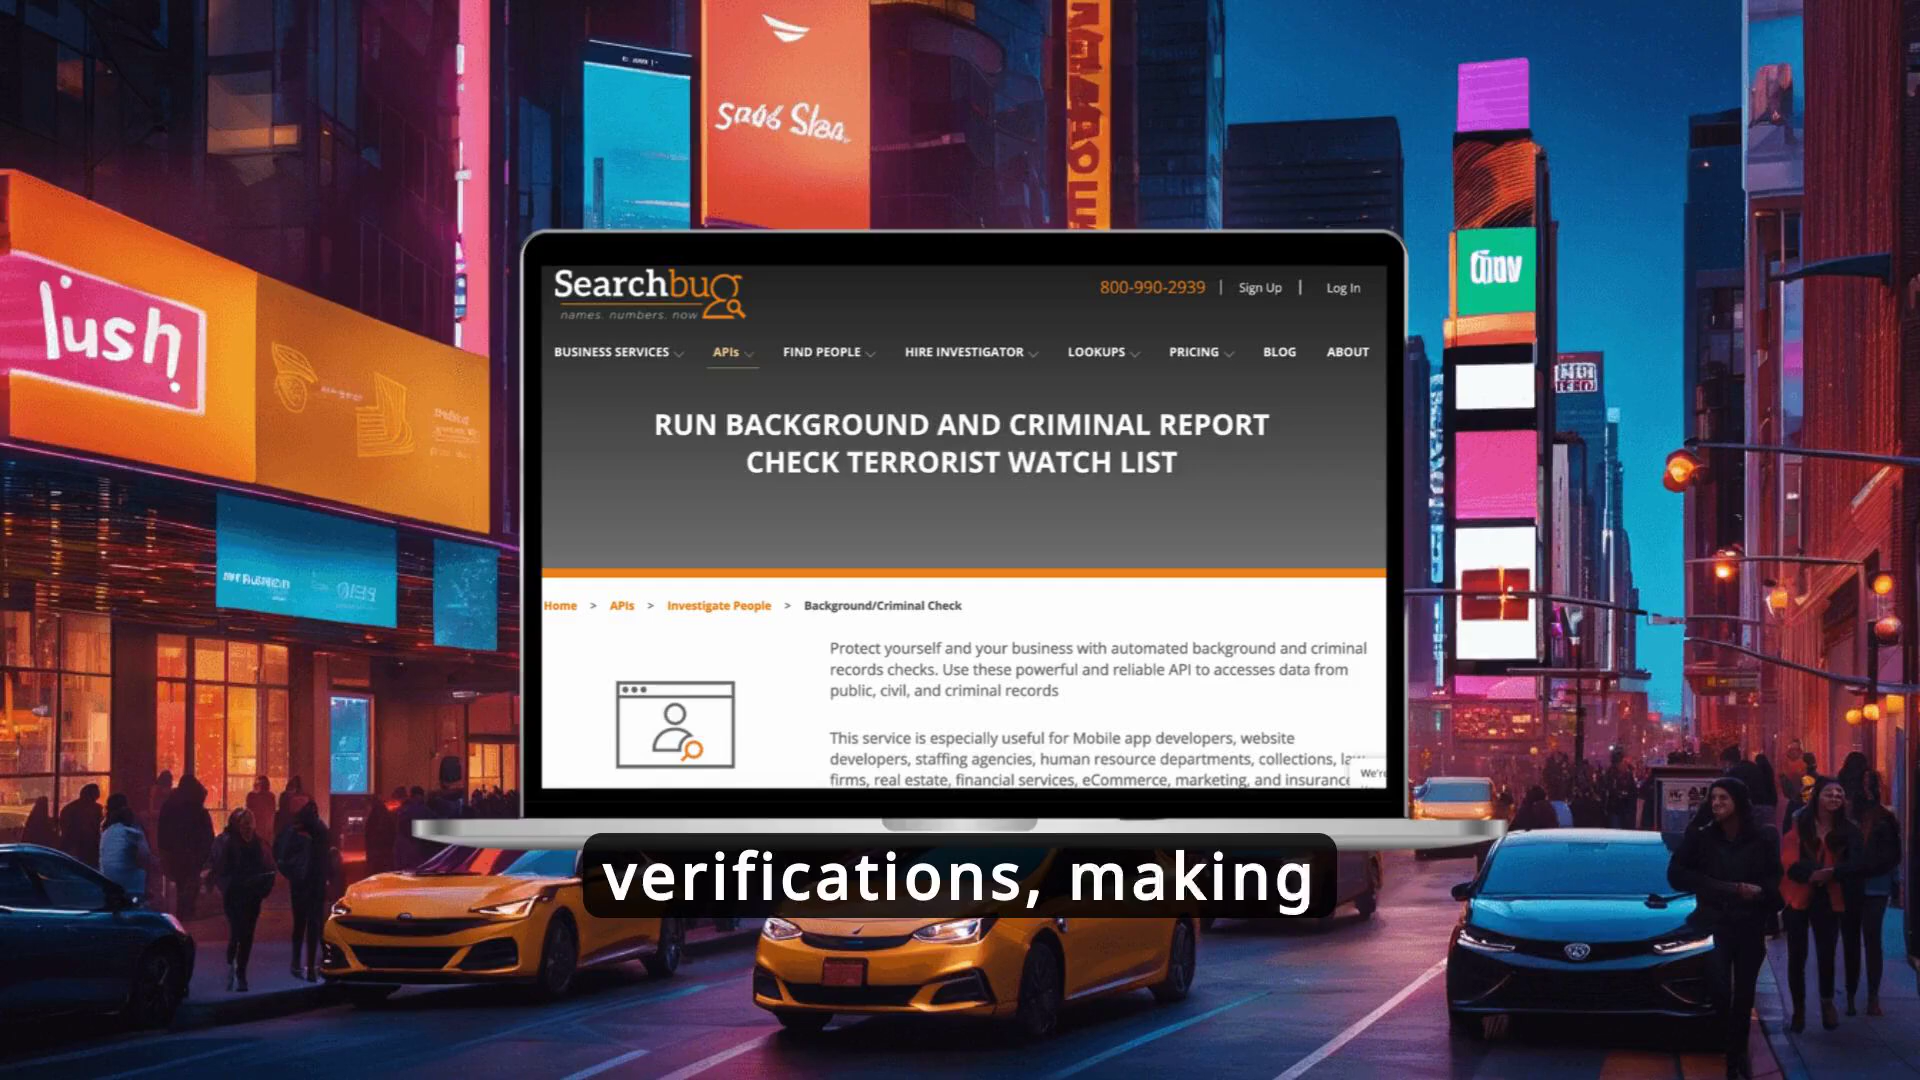 lush
Searchbug
names. numbers. now
800-990-2939 | Sign Up | Log In
BUSINESS SERVICES APIs FIND PEOPLE HIRE INVESTIGATOR LOOKUPS PRICING BLOG ABOUT
RUN BACKGROUND AND CRIMINAL REPORT
CHECK TERRORIST WATCH LIST
Home > APIs > Investigate People > Background/Criminal Check
Protect yourself and your business with automated background and criminal
records checks. Use these powerful and reliable API to accesses data from
public, civil, and criminal records
This service is especially useful for Mobile app developers, website
developers, staffing agencies, human resource departments, collections,
firms, real estate, financial services, eCommerce, marketing, and insurance
We're
verifications, making